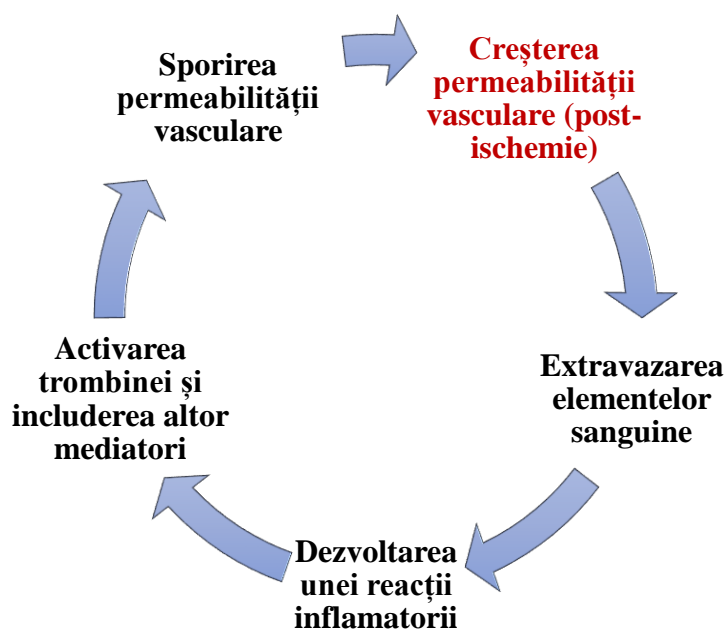 Creșterea
permeabilității
vasculare (post-
ischemie)
Extravazarea
elementelor
sanguine
Dezvoltarea
unei reacții
inflamatorii
Activarea
trombinei și
includerea altor
mediatori
Sporirea
permeabilității
vasculare